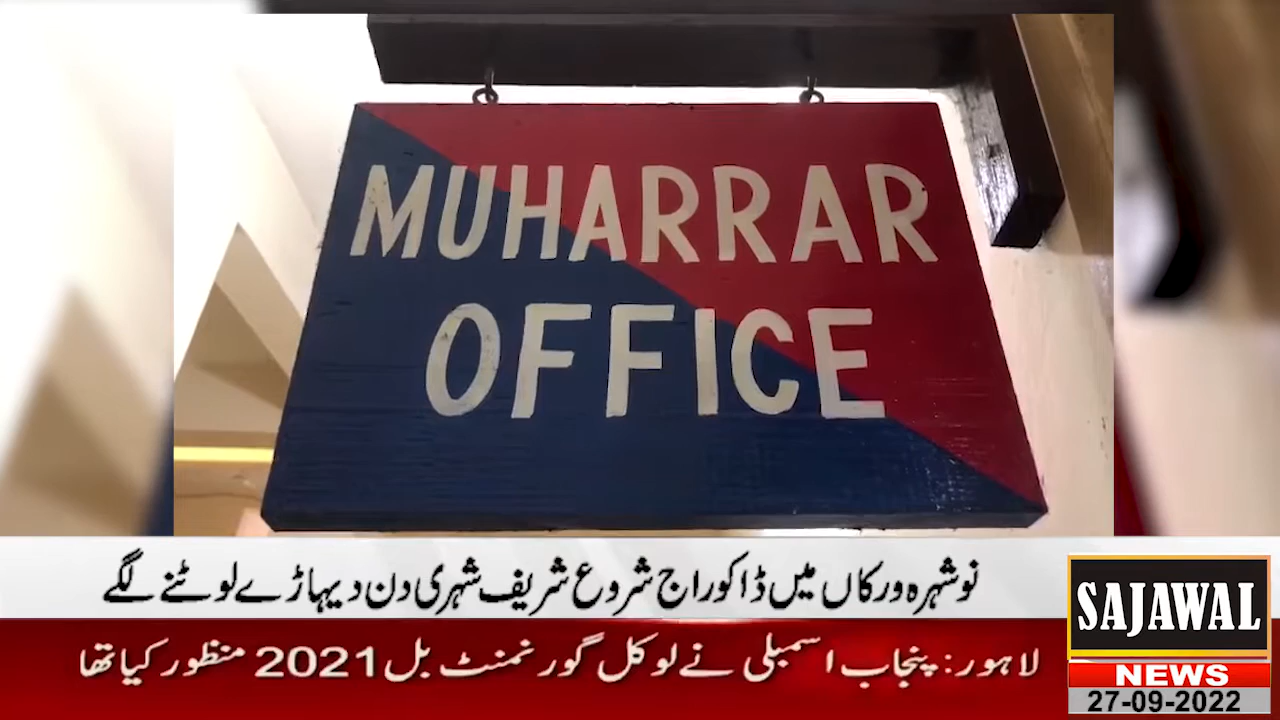 MUHARRAR
OFFICE
نوشہرہ ورکاں میں ڈاکو راج شروع شریف شہری دن دیہاڑے لوٹنے لگے
لاہور: پنجاب اسمبلی نے لوکل گورنمنٹ بل 2021 منظور کیا تھا
SAJAWAL
NEWS
27-09-2022